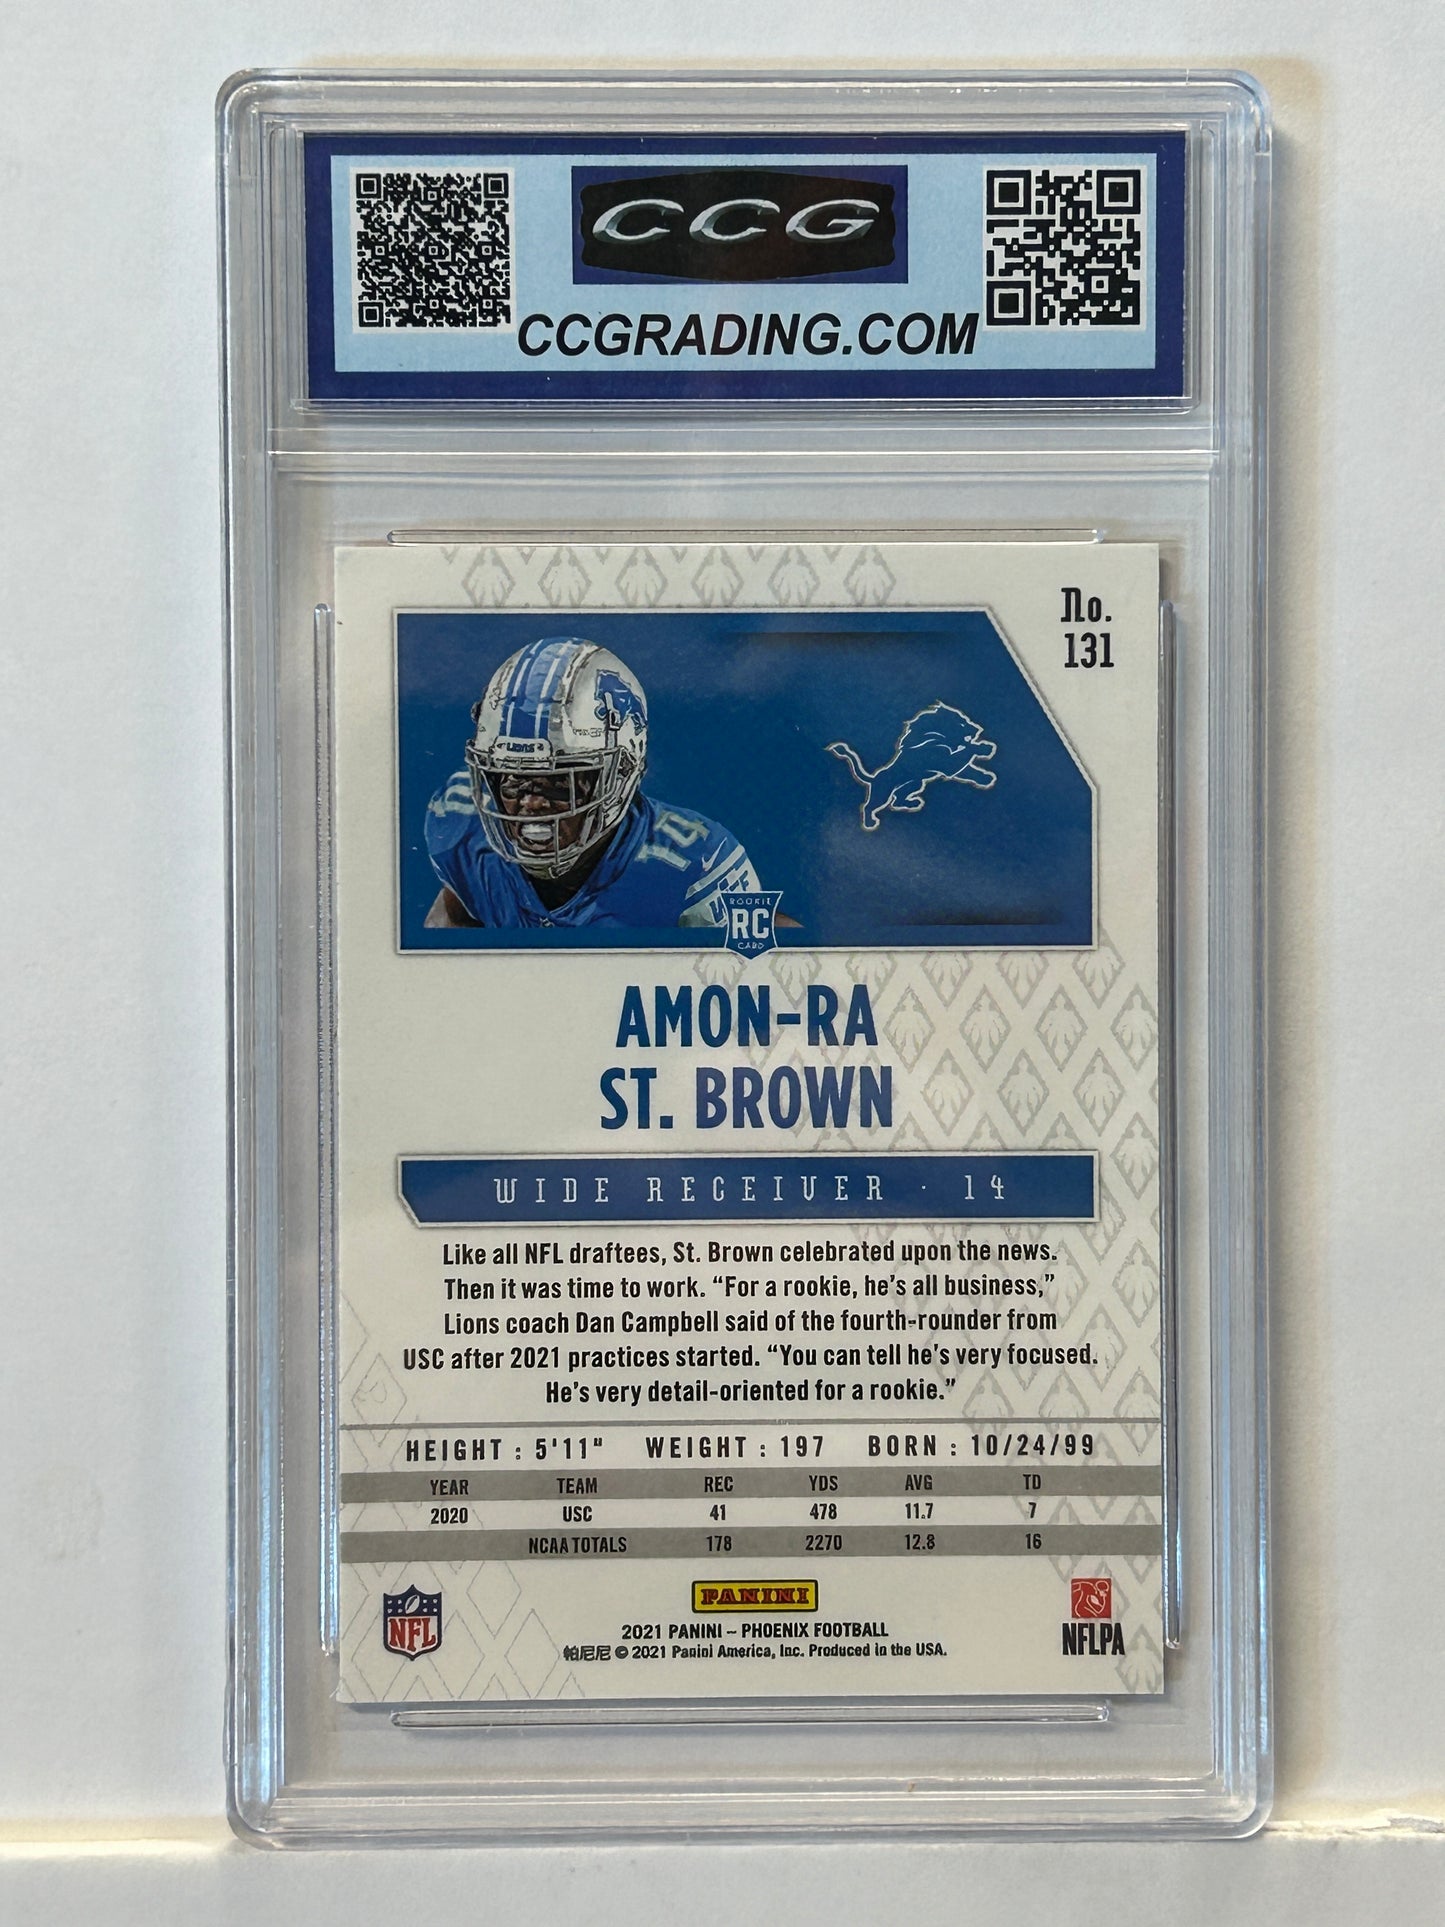 CCG
CCGRADING.COM
No.
131
LIONS
14
ROOKIE
RC
CARD
AMON-RA
ST. BROWN
WIDE RECEIVER · 14
Like all NFL draftees, St. Brown celebrated upon the news.
Then it was time to work. “For a rookie, he’s all business,”
Lions coach Dan Campbell said of the fourth-rounder from
USC after 2021 practices started. “You can tell he’s very focused.
He’s very detail-oriented for a rookie.”
HEIGHT : 5'11" WEIGHT : 197 BORN : 10/24/99
YEAR TEAM REC YDS AVG TD
2020 USC 41 478 11.7 7
NCAA TOTALS 178 2270 12.8 16
NFL
PANINI
2021 PANINI – PHOENIX FOOTBALL
帕尼尼 © 2021 Panini America, Inc. Produced in the USA.
NFLPA